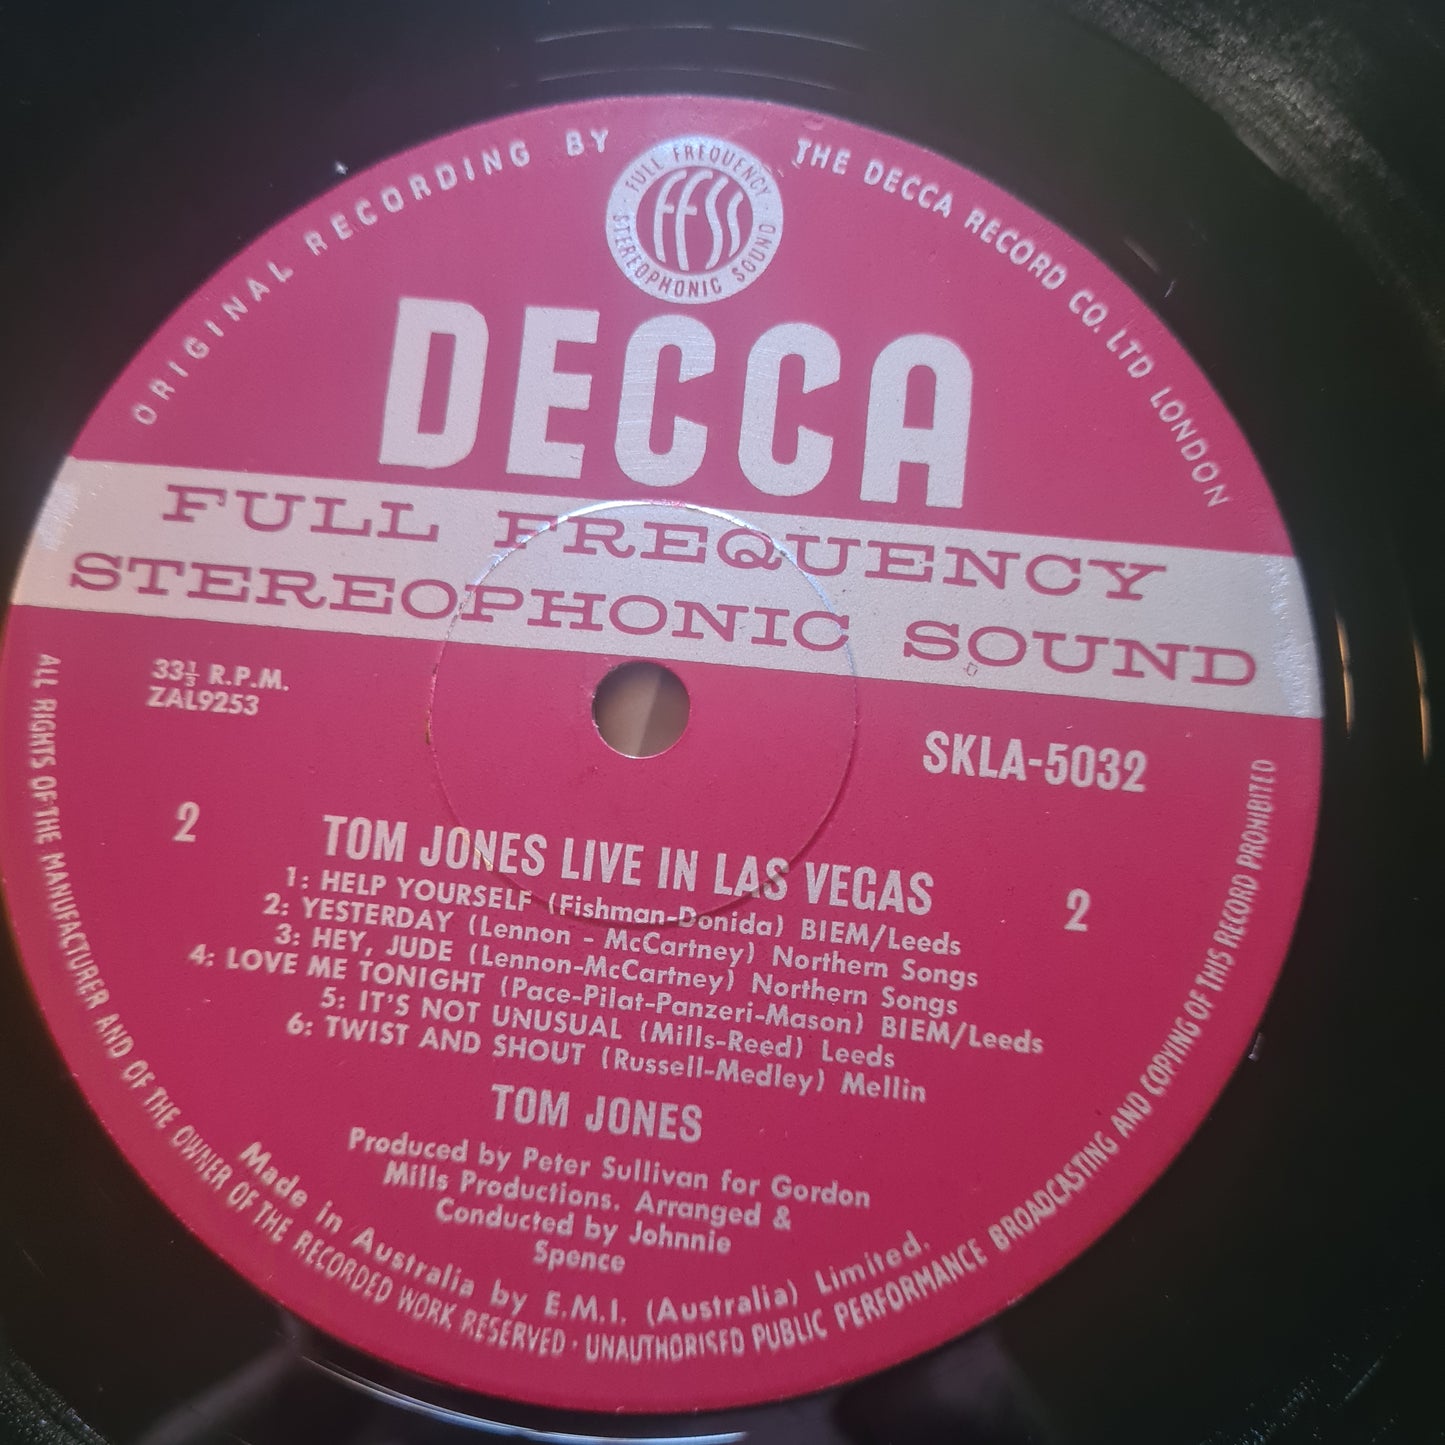 ORIGINAL RECORDING BY THE DECCA RECORD CO. LTD LONDON
FULL FREQUENCY
FFSS
STEREOPHONIC SOUND
DECCA
FULL FREQUENCY
STEREOPHONIC SOUND
33⅓ R.P.M.
ZAL9253
SKLA-5032
2
2
TOM JONES LIVE IN LAS VEGAS
1: HELP YOURSELF (Fishman-Donida) BIEM/Leeds
2: YESTERDAY (Lennon - McCartney) Northern Songs
3: HEY, JUDE (Lennon-McCartney) Northern Songs
4: LOVE ME TONIGHT (Pace-Pilat-Panzeri-Mason) BIEM/Leeds
5: IT'S NOT UNUSUAL (Mills-Reed) Leeds
6: TWIST AND SHOUT (Russell-Medley) Mellin
TOM JONES
Produced by Peter Sullivan for Gordon
Mills Productions. Arranged &
Conducted by Johnnie
Spence
Made in Australia by E.M.I. (Australia) Limited.
ALL RIGHTS OF THE MANUFACTURER AND OF THE OWNER OF THE RECORDED WORK RESERVED · UNAUTHORISED PUBLIC PERFORMANCE BROADCASTING AND COPYING OF THIS RECORD PROHIBITED